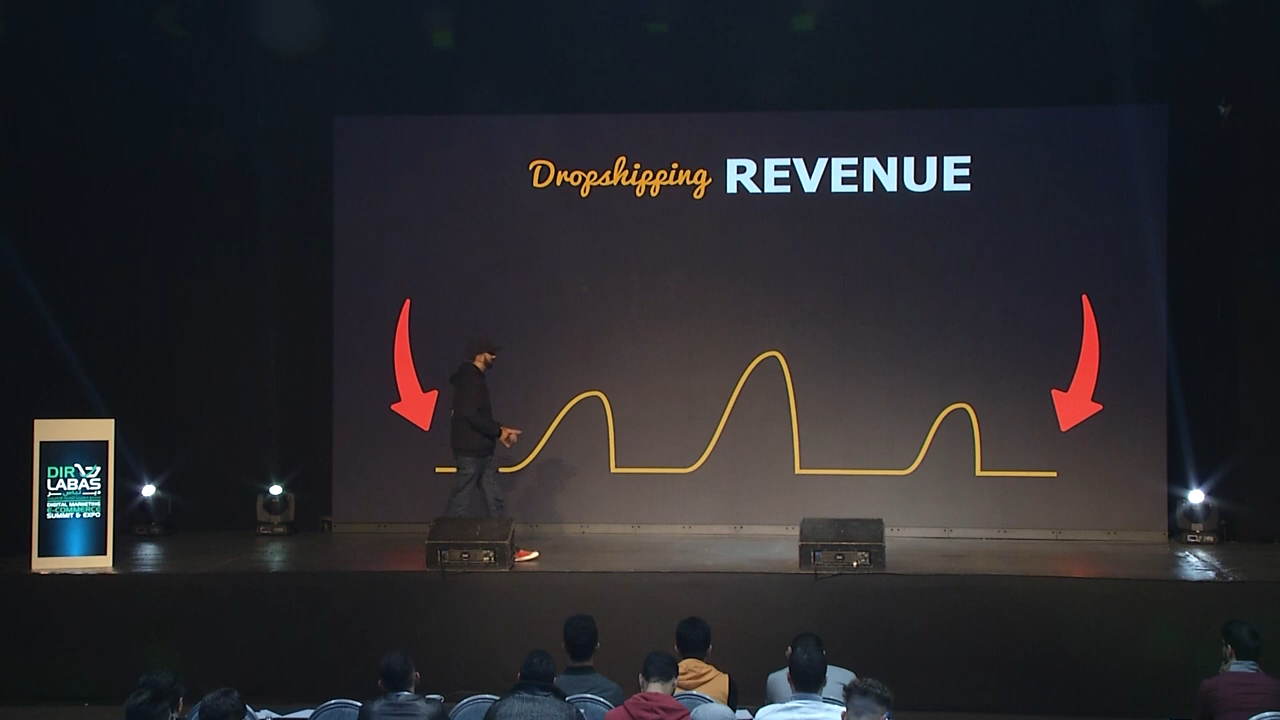 Dropshipping REVENUE
DIR
LABAS
DIGITAL MARKETING
E-COMMERCE
SUMMIT & EXPO